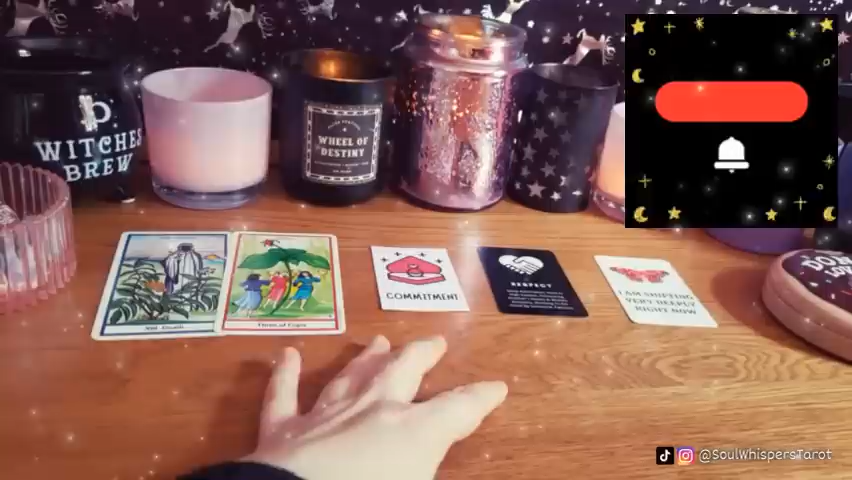 WITCHES
BREW
WHEEL OF
DESTINY
XIII Death
Three of Cups
COMMITMENT
RESPECT
I AM SHIFTING
VERY DEEPLY
RIGHT NOW
@SoulWhispersTarot